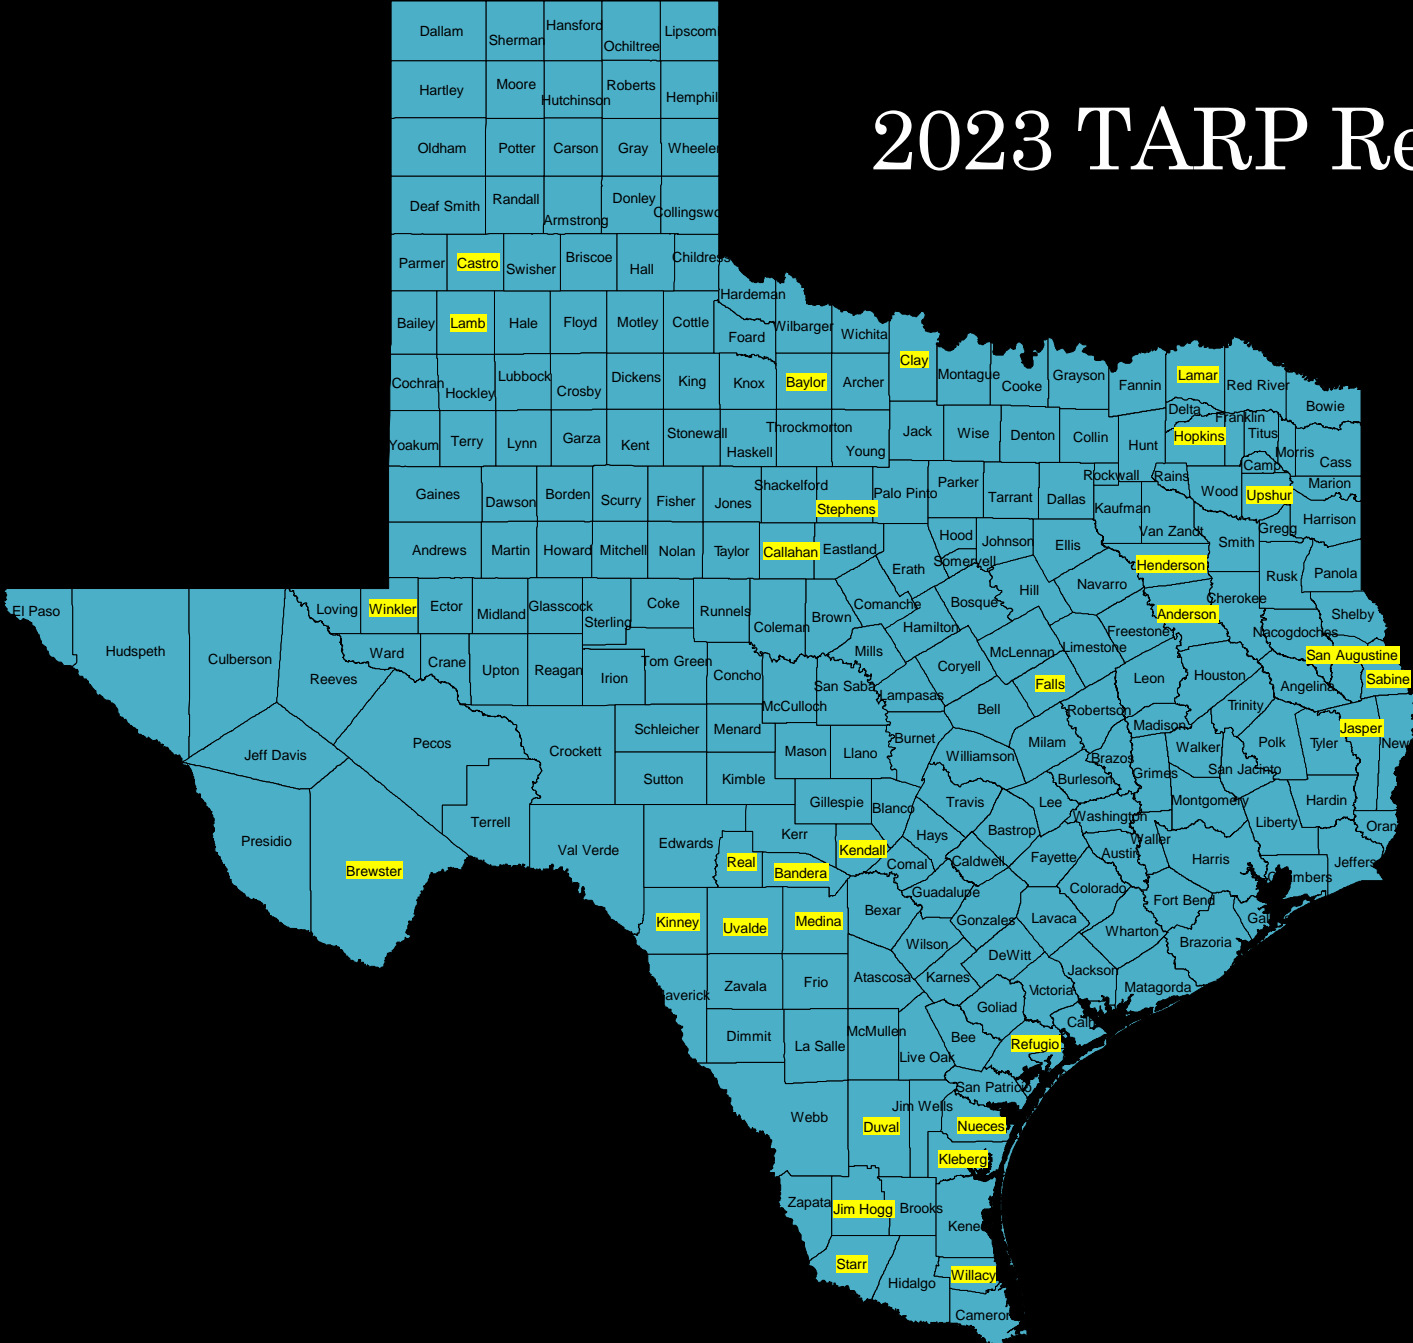 2023 TARP Re
Dallam Sherman Hansford Ochiltree Lipscom
Hartley Moore Hutchinson Roberts Hemphil
Oldham Potter Carson Gray Wheeler
Deaf Smith Randall Armstrong Donley Collingswo
Parmer Castro Swisher Briscoe Hall Childress
Hardeman
Bailey Lamb Hale Floyd Motley Cottle Foard Wilbarger Wichita Clay
Cochran Hockley Lubbock Crosby Dickens King Knox Baylor Archer Montague Cooke Grayson Fannin Lamar Red River Bowie
Delta Franklin
Yoakum Terry Lynn Garza Kent Stonewall Haskell Throckmorton Young Jack Wise Denton Collin Hunt Hopkins Titus Morris Cass
Camp
Gaines Dawson Borden Scurry Fisher Jones Shackelford Stephens Palo Pinto Parker Tarrant Dallas Rockwall Kaufman Rains Wood Upshur Marion
Van Zandt Gregg Harrison
Andrews Martin Howard Mitchell Nolan Taylor Callahan Eastland Erath Hood Somervell Johnson Ellis Henderson Smith Rusk Panola
El Paso Loving Winkler Ector Midland Glasscock Sterling Coke Runnels Coleman Brown Comanche Hamilton Bosque Hill Navarro Anderson Cherokee Shelby
Freestone Nacogdoches
Hudspeth Culberson Reeves Ward Crane Upton Reagan Irion Tom Green Concho McCulloch San Saba Mills Lampasas Coryell McLennan Limestone Falls Leon Houston Angelina San Augustine Sabine
Jeff Davis Pecos Crockett Schleicher Menard Mason Llano Burnet Bell Williamson Milam Robertson Brazos Madison Grimes Walker Trinity San Jacinto Polk Tyler Jasper New
Sutton Kimble Gillespie Blanco Travis Lee Burleson Washington Montgomery Liberty Hardin Oran
Presidio Brewster Terrell Val Verde Edwards Real Kerr Bandera Kendall Comal Hays Caldwell Bastrop Fayette Austin Waller Harris Jeffers
mbers
Kinney Uvalde Medina Bexar Guadalupe Gonzales Lavaca Colorado Wharton Fort Bend Brazoria Ga
Wilson
averick Zavala Frio Atascosa Karnes DeWitt Victoria Jackson Matagorda
Goliad Calh
Dimmit La Salle McMullen Live Oak Bee Refugio
San Patricio
Webb Duval Jim Wells Nueces
Kleberg
Zapata Jim Hogg Brooks Kene
Starr Hidalgo Willacy
Cameron